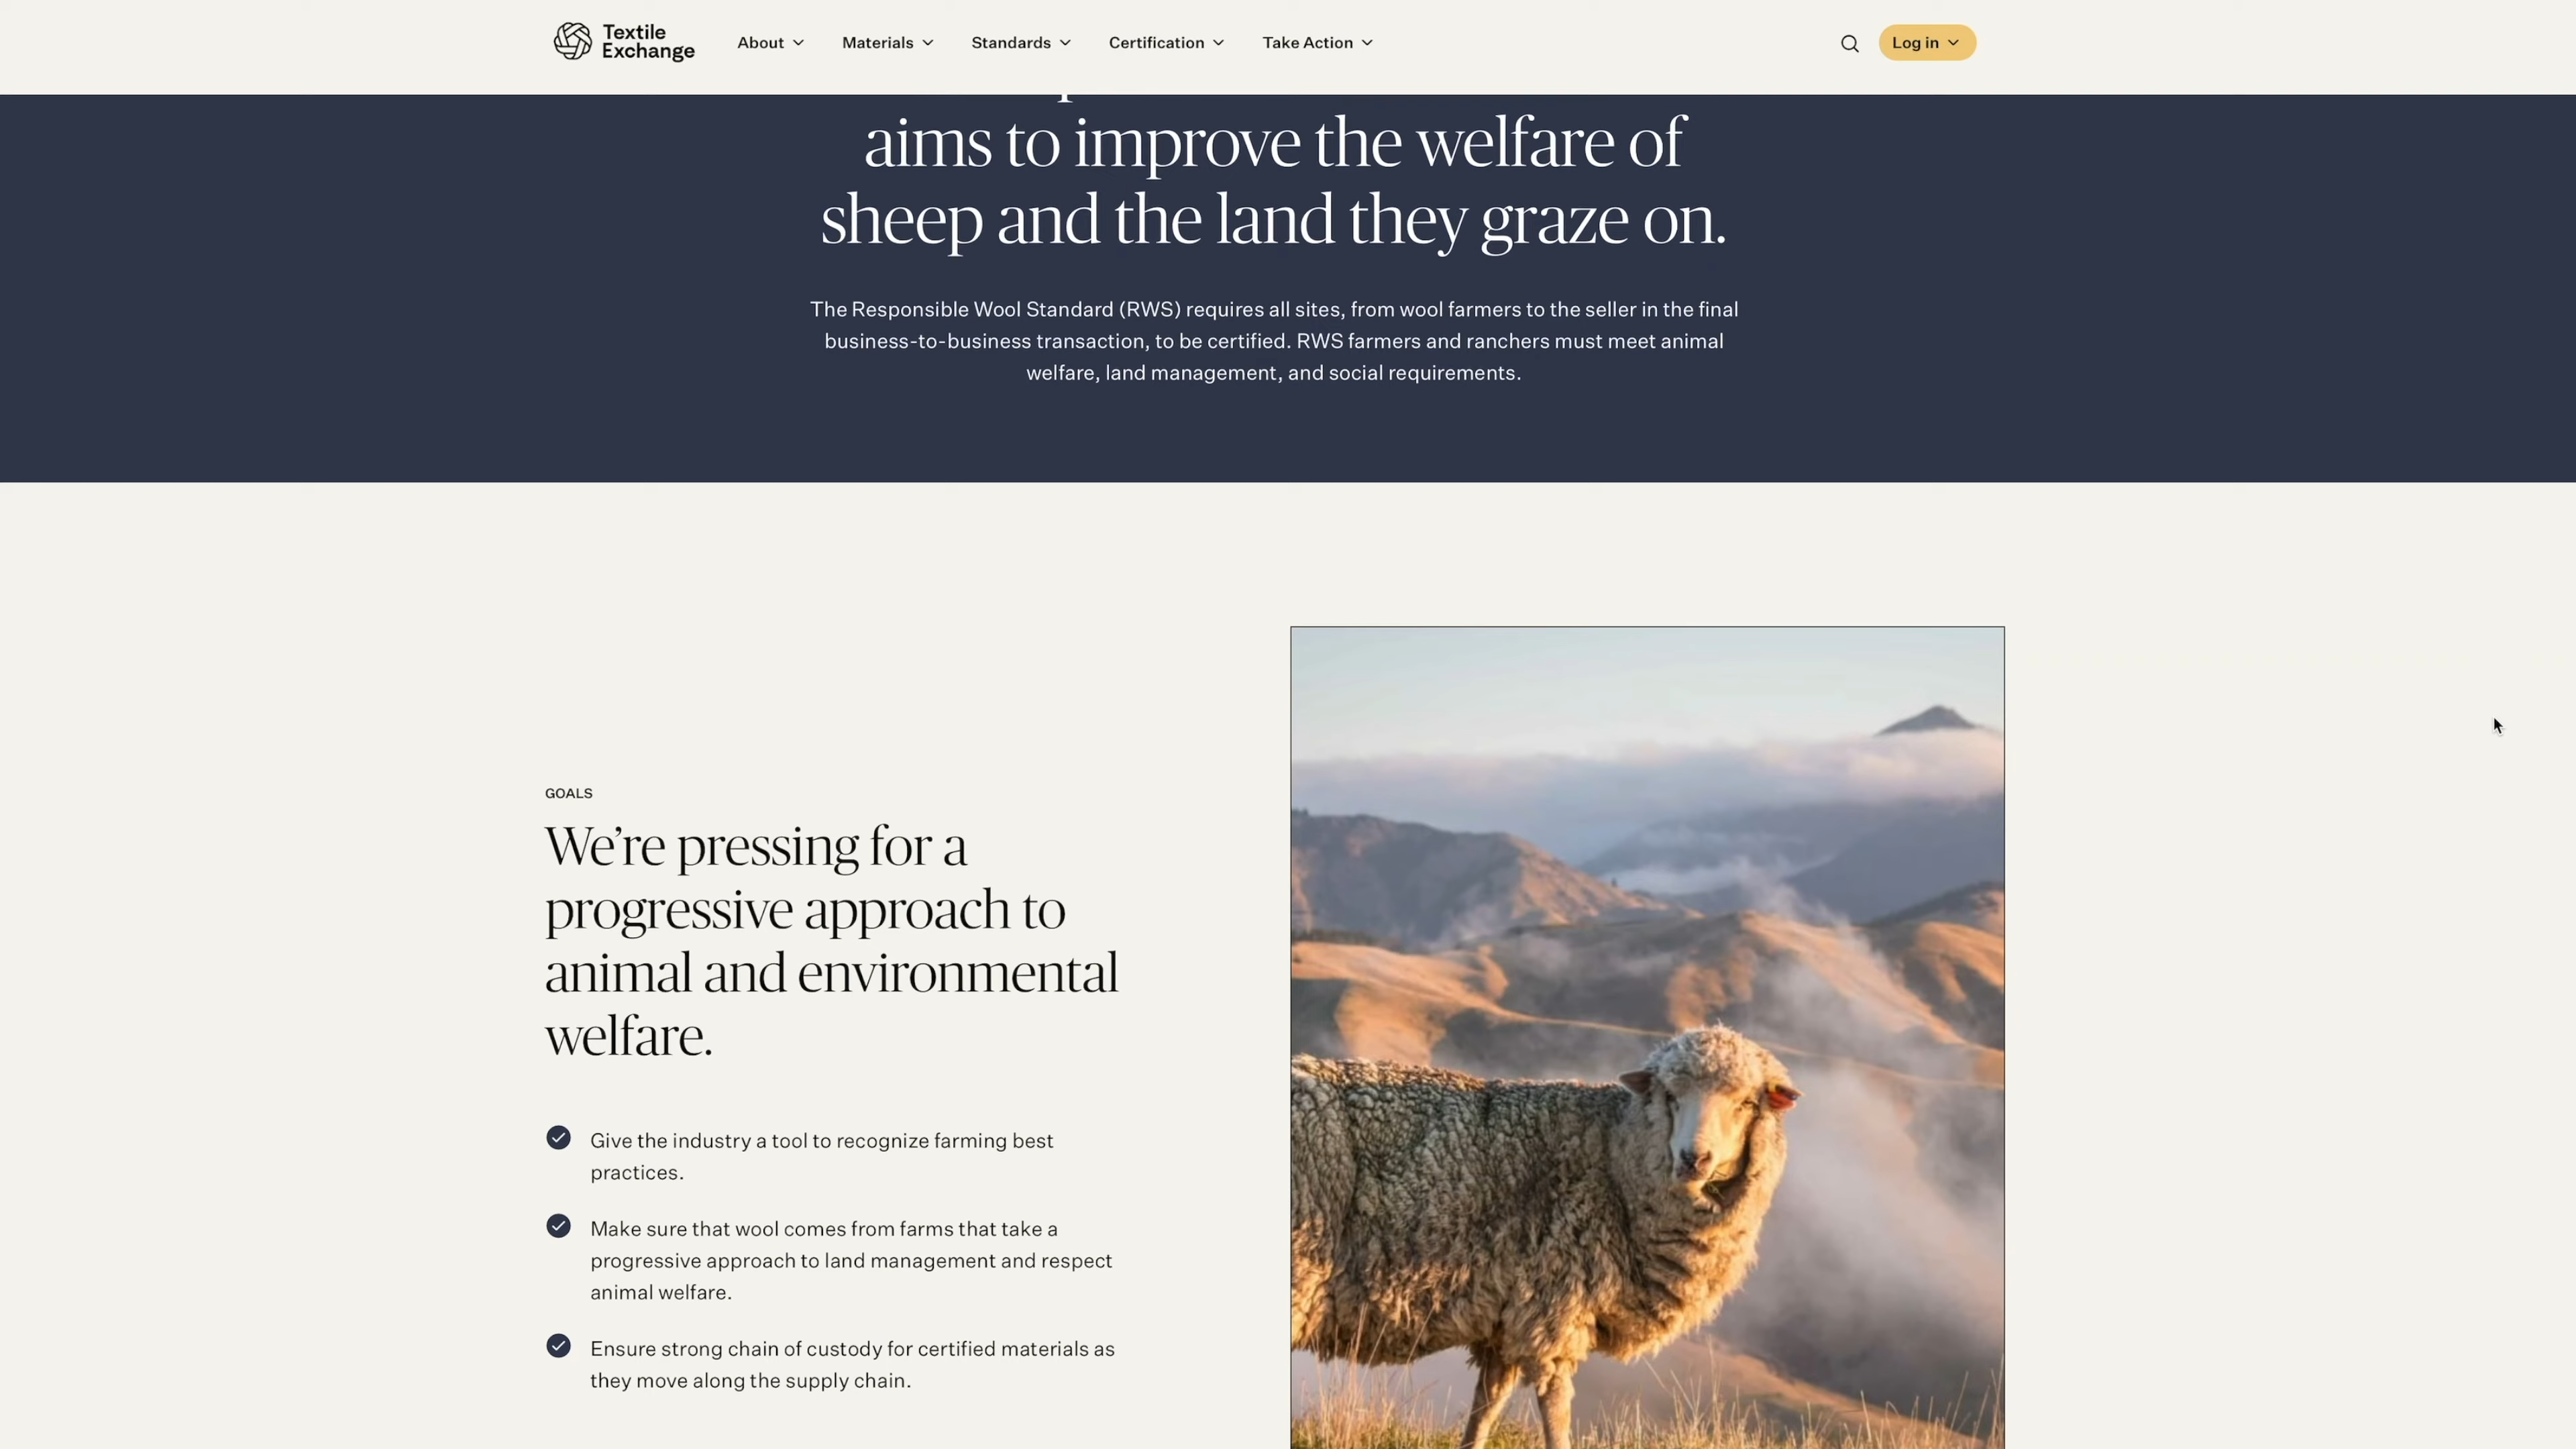 Textile
Exchange
About
Materials
Standards
Certification
Take Action
Log in
aims to improve the welfare of
sheep and the land they graze on.
The Responsible Wool Standard (RWS) requires all sites, from wool farmers to the seller in the final
business-to-business transaction, to be certified. RWS farmers and ranchers must meet animal
welfare, land management, and social requirements.
GOALS
We’re pressing for a
progressive approach to
animal and environmental
welfare.
Give the industry a tool to recognize farming best
practices.
Make sure that wool comes from farms that take a
progressive approach to land management and respect
animal welfare.
Ensure strong chain of custody for certified materials as
they move along the supply chain.